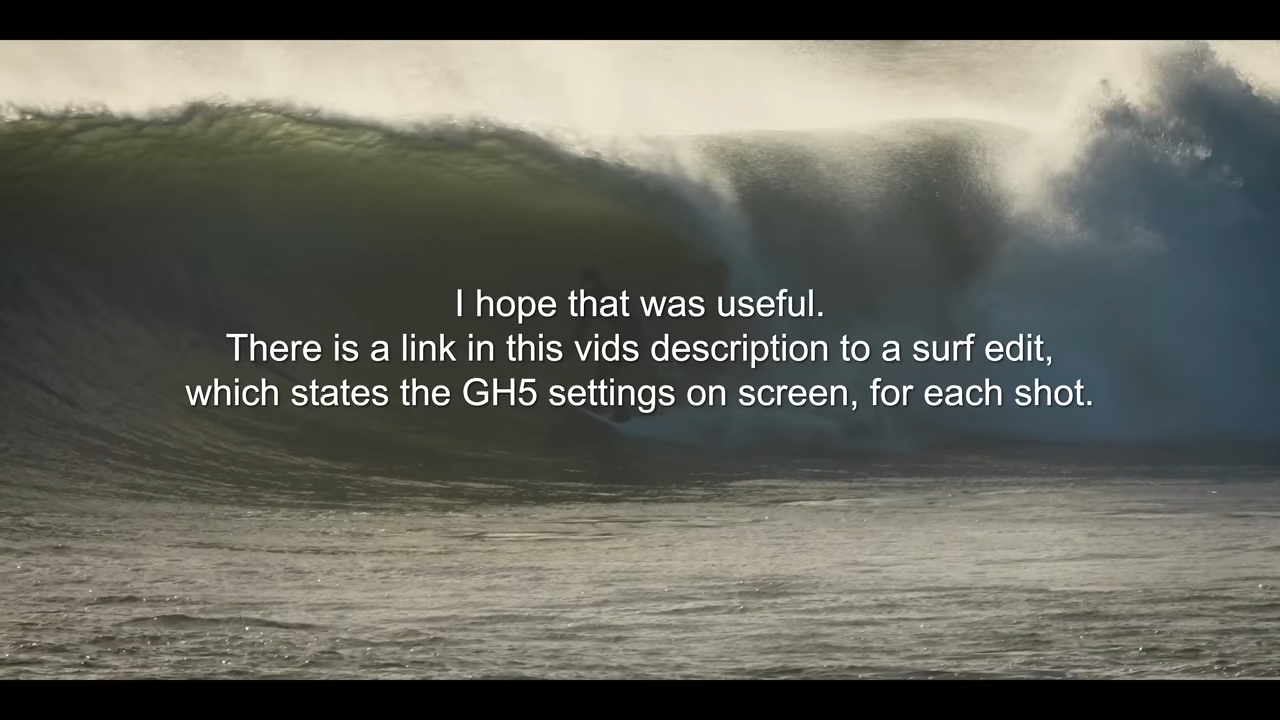 I hope that was useful.
There is a link in this vids description to a surf edit,
which states the GH5 settings on screen, for each shot.